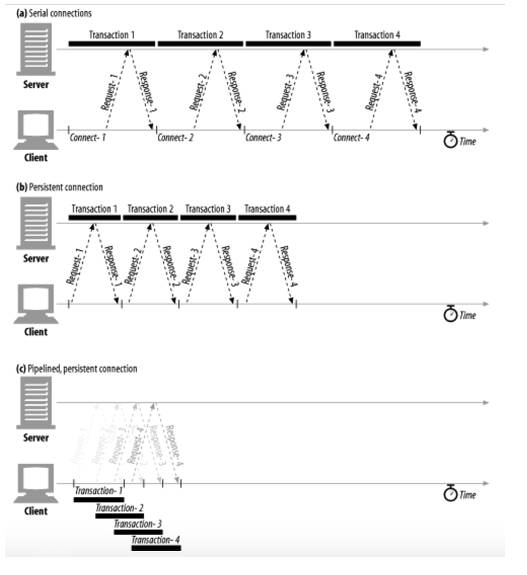 (a) Serial connections
Transaction 1 Transaction 2 Transaction 3 Transaction 4
Server
Request- 1 Response- 1 Request- 2 Response- 2 Request- 3 Response- 3 Request- 4 Response- 4
Connect- 1 Connect- 2 Connect- 3 Connect- 4
Time
Client
(b) Persistent connection
Transaction 1 Transaction 2 Transaction 3 Transaction 4
Server
Request- 1 Response- 1 Request- 2 Response- 2 Request- 3 Response- 3 Request- 4 Response- 4
Time
Client
(c) Pipelined, persistent connection
Server
Request- 4 Response- 4
Time
Client
Transaction- 1
Transaction- 2
Transaction- 3
Transaction- 4